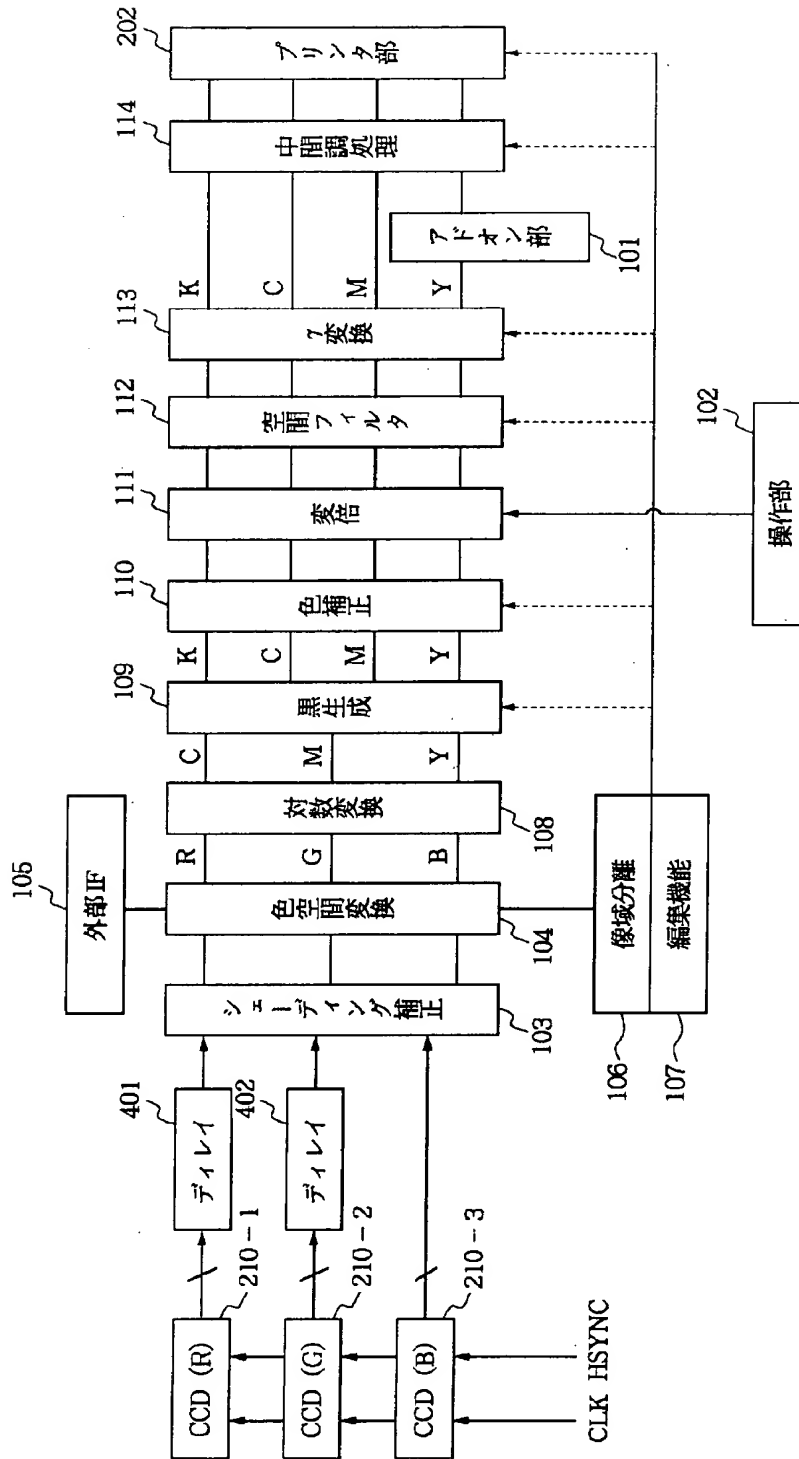 CCD (R)
210-1
CCD (G)
210-2
CCD (B)
210-3
CLK HSYNC
ディレイ
401
ディレイ
402
シェーディング補正
103
外部IF
105
色空間変換
104
像域分離
106
編集機能
107
R
G
B
対数変換
108
C
M
Y
黒生成
109
K
C
M
Y
色補正
110
変倍
111
空間フィルタ
112
γ変換
113
K
C
M
Y
アドオン部
101
中間調処理
114
プリンタ部
202
操作部
102